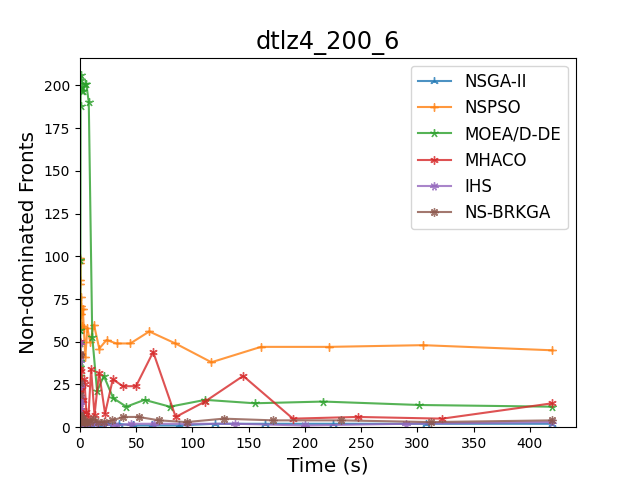 dtlz4_200_6
Non-dominated Fronts
200
175
150
125
100
75
50
25
0
0 50 100 150 200 250 300 350 400
Time (s)
NSGA-II
NSPSO
MOEA/D-DE
MHACO
IHS
NS-BRKGA